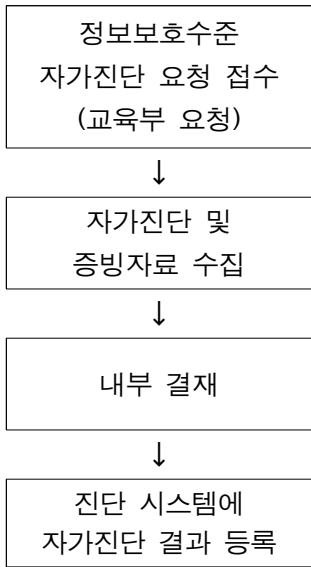 정보보호수준
자가진단 요청 접수
(교육부 요청)
↓
자가진단 및
증빙자료 수집
↓
내부 결재
↓
진단 시스템에
자가진단 결과 등록